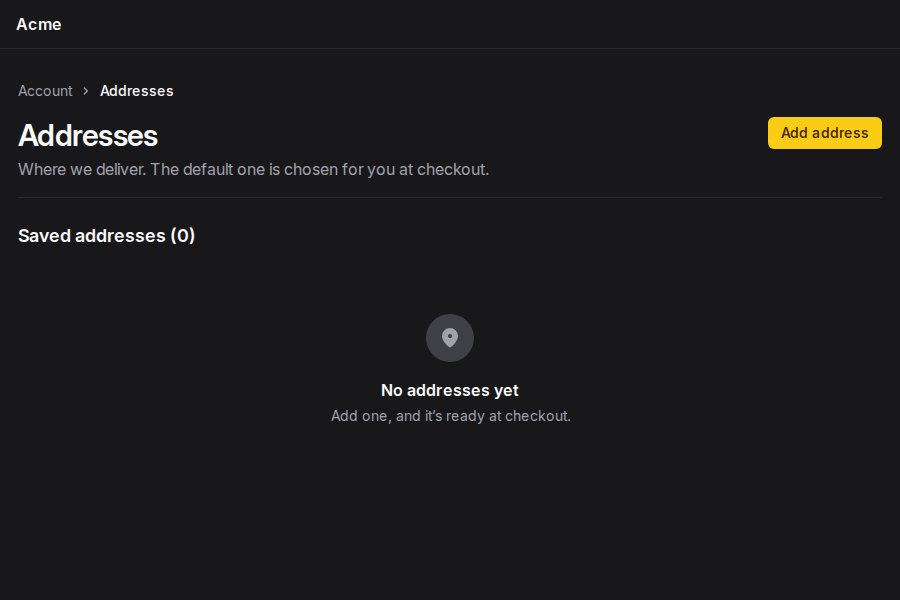 Acme
Account > Addresses
Addresses
Add address
Where we deliver. The default one is chosen for you at checkout.
Saved addresses (0)
No addresses yet
Add one, and it’s ready at checkout.